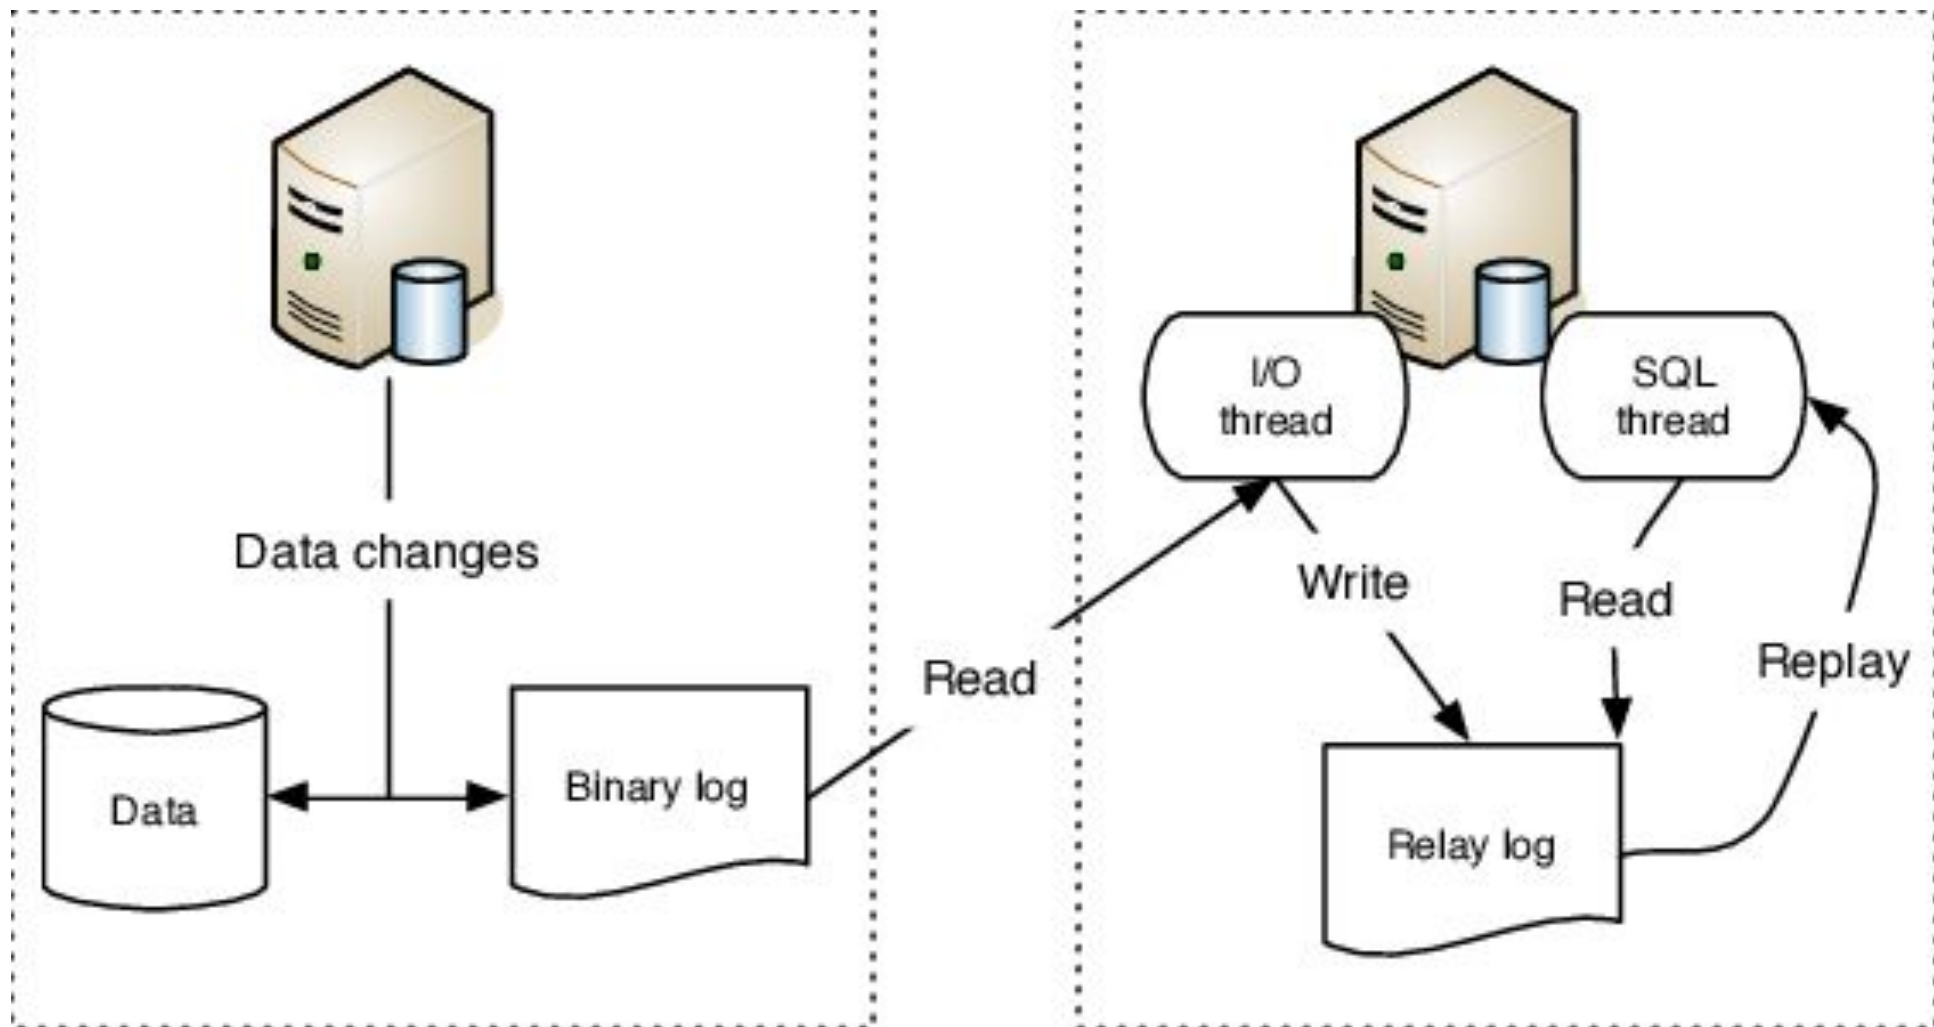 Data changes
Data
Binary log
Read
I/O
thread
SQL
thread
Write
Read
Replay
Relay log